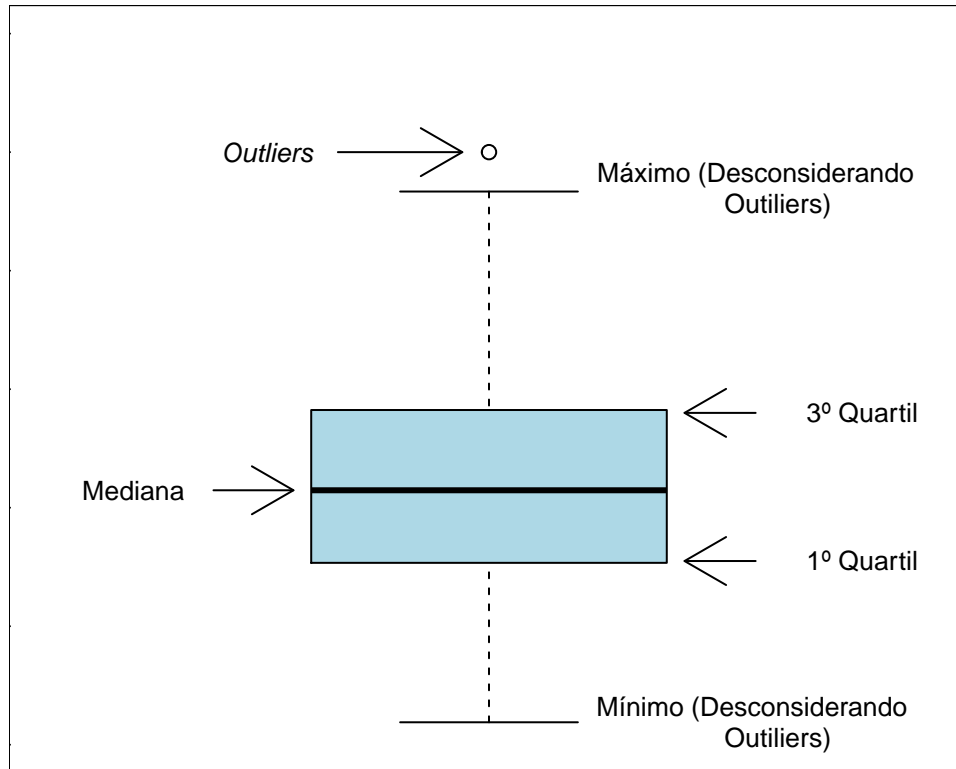 Outliers
Máximo (Desconsiderando
Outiliers)
3º Quartil
Mediana
1º Quartil
Mínimo (Desconsiderando
Outiliers)